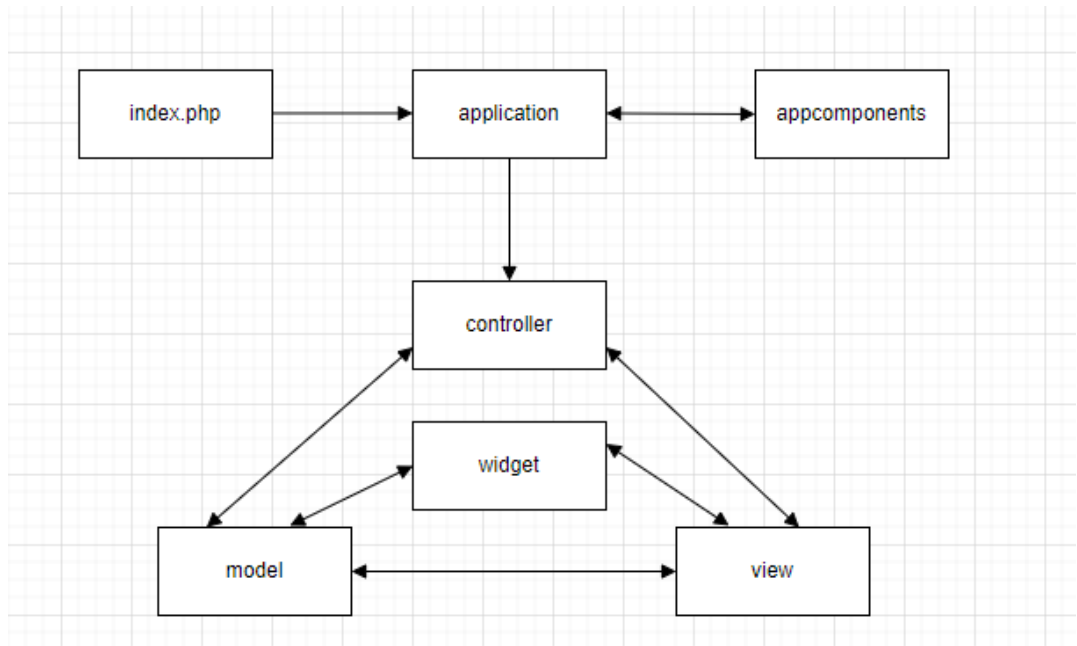 index.php
application
appcomponents
controller
widget
model
view